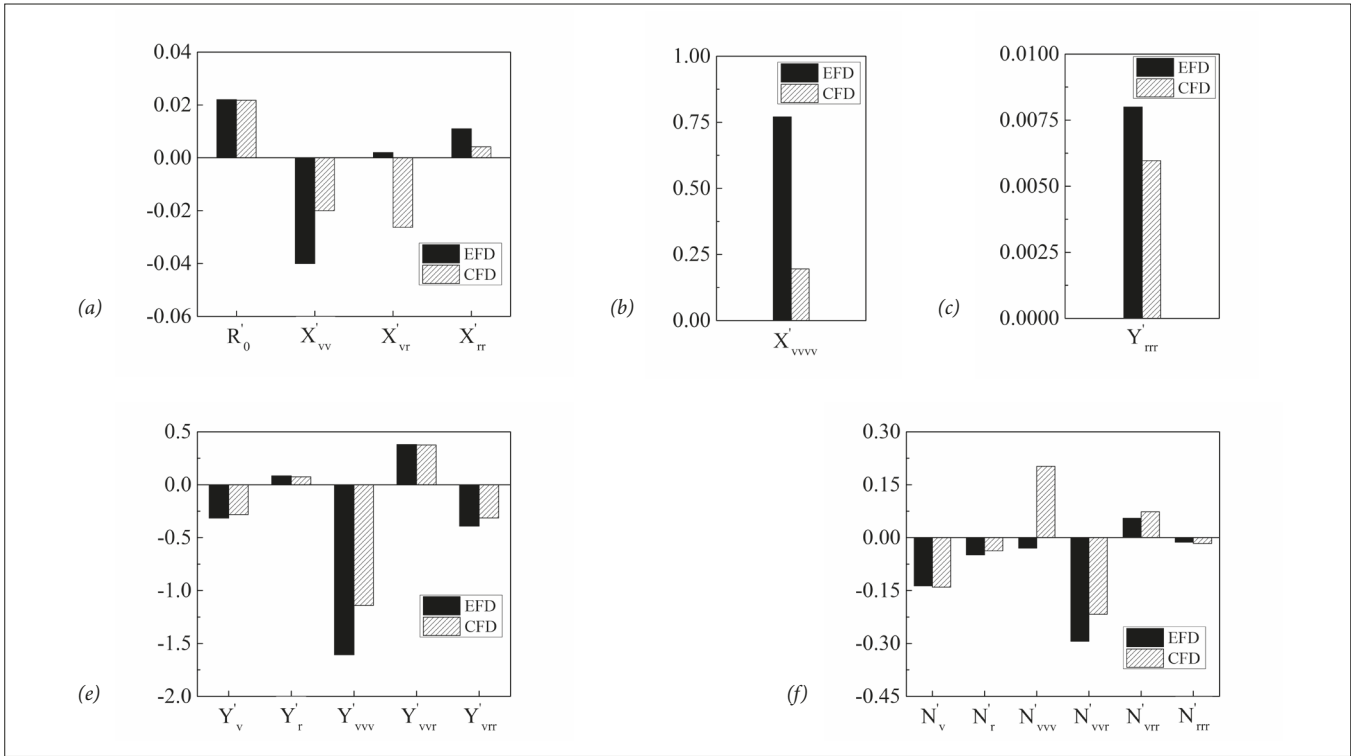 (a)
0.04
0.02
0.00
-0.02
-0.04
-0.06
EFD
CFD
R'0 X'vv X'vr X'rr
(b)
1.00
0.75
0.50
0.25
0.00
EFD
CFD
X'vvvv
(c)
0.0100
0.0075
0.0050
0.0025
0.0000
EFD
CFD
Y'rrr
(e)
0.5
0.0
-0.5
-1.0
-1.5
-2.0
EFD
CFD
Y'v Y'r Y'vvv Y'vvr Y'vrr
(f)
0.30
0.15
0.00
-0.15
-0.30
-0.45
EFD
CFD
N'v N'r N'vvv N'vvr N'vrr N'rrr